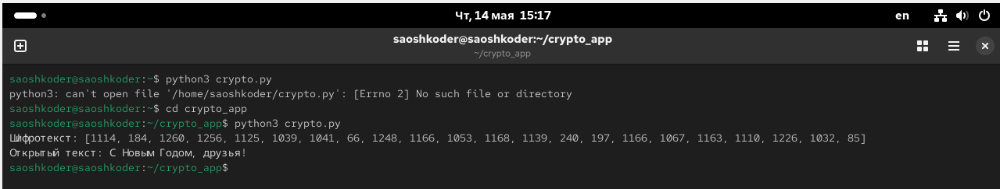 Чт, 14 мая 15:17
en
saoshkoder@saoshkoder:~/crypto_app
~/crypto_app
saoshkoder@saoshkoder:~$ python3 crypto.py
python3: can't open file '/home/saoshkoder/crypto.py': [Errno 2] No such file or directory
saoshkoder@saoshkoder:~$ cd crypto_app
saoshkoder@saoshkoder:~/crypto_app$ python3 crypto.py
Шифротекст: [1114, 184, 1260, 1256, 1125, 1039, 1041, 66, 1248, 1166, 1053, 1168, 1139, 240, 197, 1166, 1067, 1163, 1110, 1226, 1032, 85]
Открытый текст: С Новым Годом, друзья!
saoshkoder@saoshkoder:~/crypto_app$